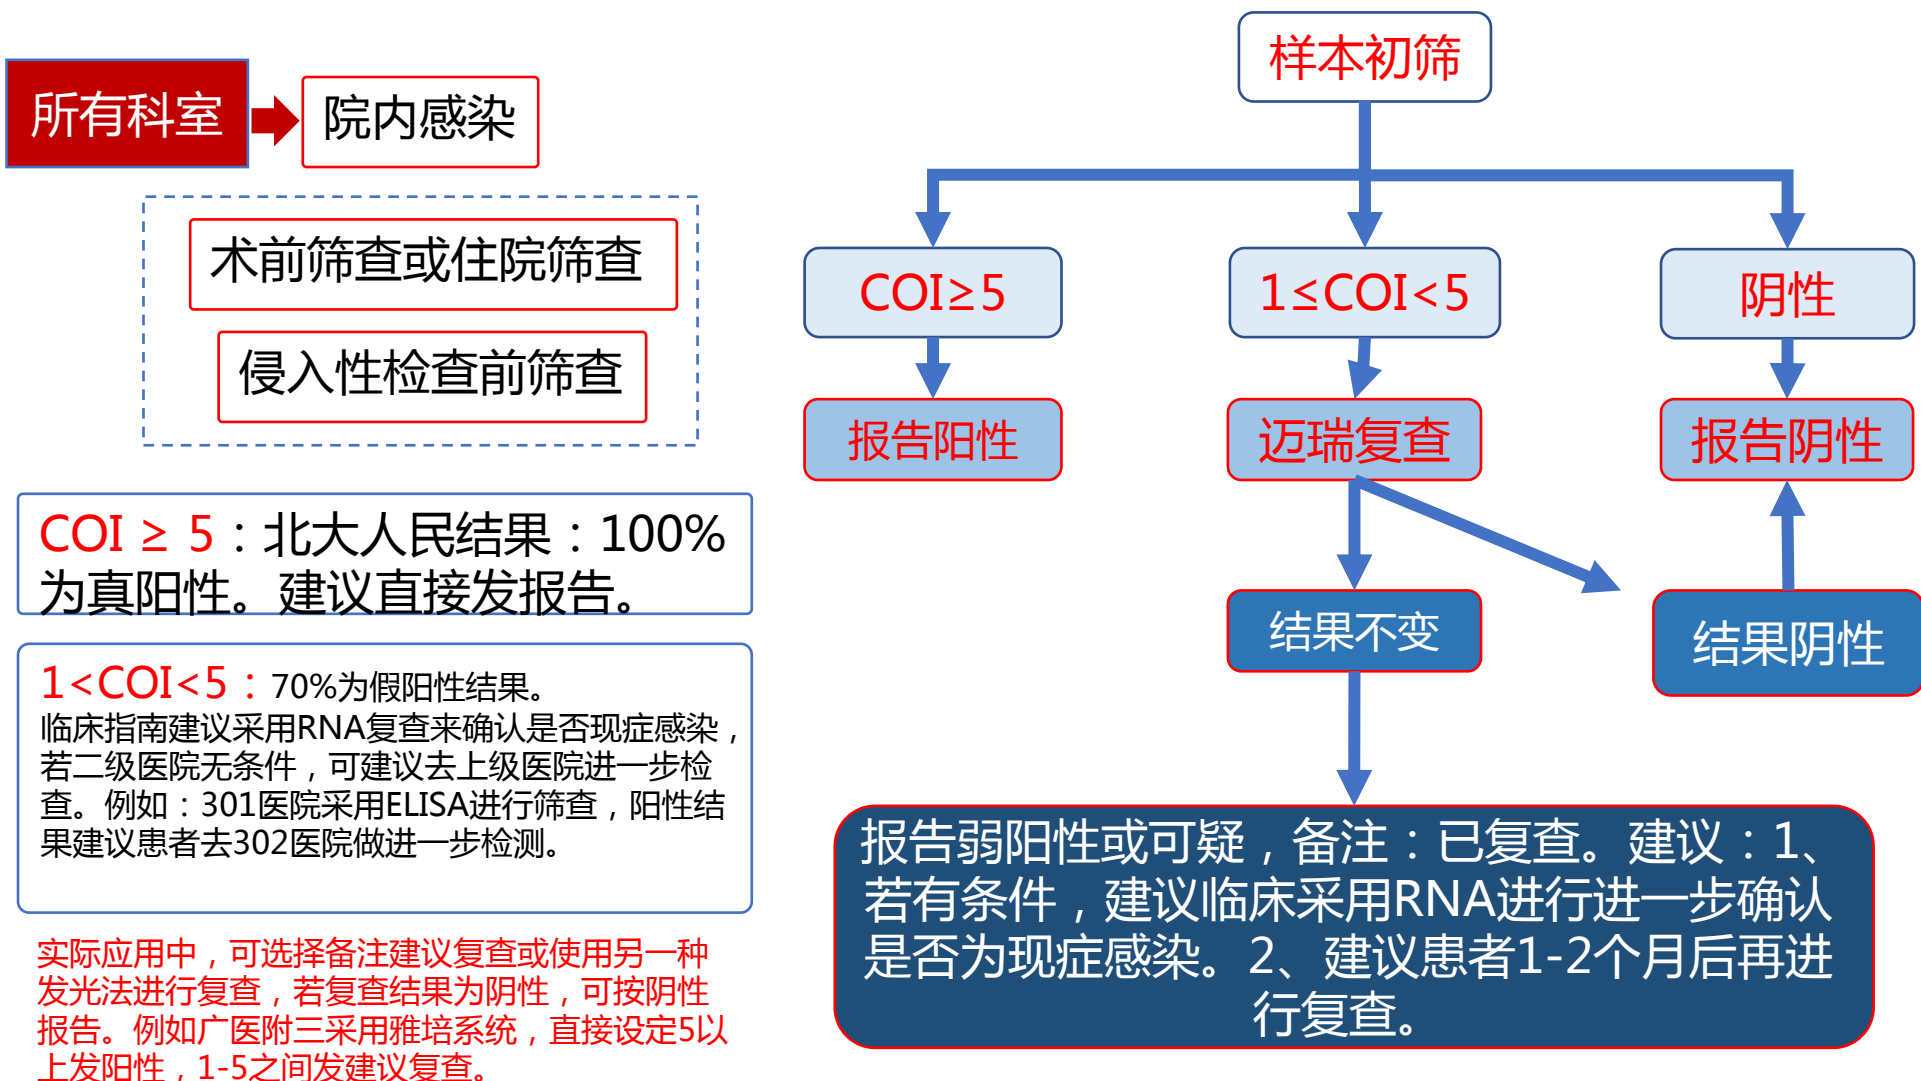 所有科室
院内感染
术前筛查或住院筛查
侵入性检查前筛查
COI ≥ 5：北大人民结果：100%
为真阳性。建议直接发报告。
1<COI<5：70%为假阳性结果。
临床指南建议采用RNA复查来确认是否现症感染，
若二级医院无条件，可建议去上级医院进一步检
查。例如：301医院采用ELISA进行筛查，阳性结
果建议患者去302医院做进一步检测。
实际应用中，可选择备注建议复查或使用另一种
发光法进行复查，若复查结果为阴性，可按阴性
报告。例如广医附三采用雅培系统，直接设定5以
上发阳性，1-5之间发建议复查。
样本初筛
COI≥5
1≤COI<5
阴性
报告阳性
迈瑞复查
报告阴性
结果不变
结果阴性
报告弱阳性或可疑，备注：已复查。建议：1、
若有条件，建议临床采用RNA进行进一步确认
是否为现症感染。2、建议患者1-2个月后再进
行复查。